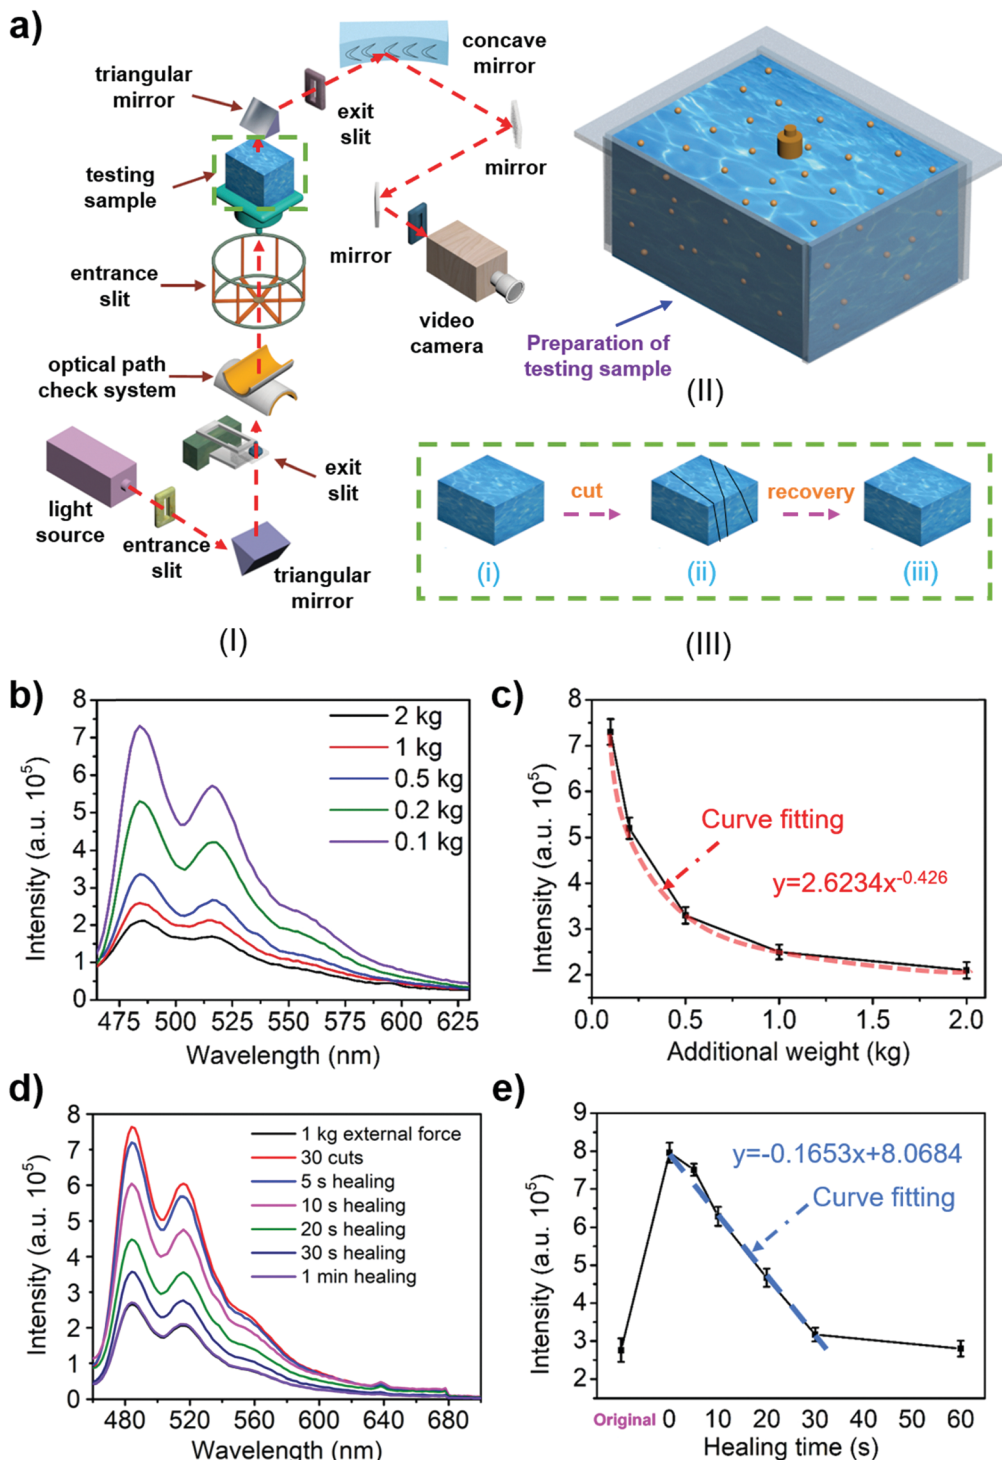 a)
concave
mirror
triangular
mirror
exit
slit
testing
sample
mirror
mirror
entrance
slit
video
camera
Preparation of
testing sample
(II)
optical path
check system
light
source
entrance
slit
exit
slit
triangular
mirror
(I)
cut
recovery
(i)
(ii)
(iii)
(III)
b)
8
7
6
5
4
3
2
1
0
Intensity (a.u. 10⁵)
2 kg
1 kg
0.5 kg
0.2 kg
0.1 kg
475 500 525 550 575 600 625
Wavelength (nm)
c)
8
7
6
5
4
3
2
Intensity (a.u. 10⁵)
Curve fitting
y=2.6234x⁻⁰·⁴²⁶
0.0 0.5 1.0 1.5 2.0
Additional weight (kg)
d)
8
7
6
5
4
3
2
1
0
Intensity (a.u. 10⁵)
1 kg external force
30 cuts
5 s healing
10 s healing
20 s healing
30 s healing
1 min healing
480 520 560 600 640 680
Wavelength (nm)
e)
9
8
7
6
5
4
3
2
Intensity (a.u. 10⁵)
y=-0.1653x+8.0684
Curve fitting
Original 0 10 20 30 40 50 60
Healing time (s)